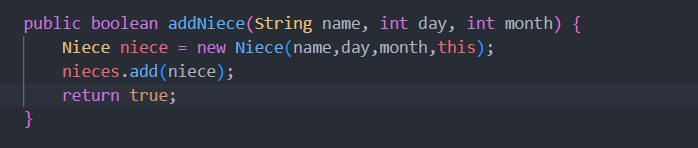 public boolean addNiece(String name, int day, int month) {
    Niece niece = new Niece(name,day,month,this);
    nieces.add(niece);
    return true;
}